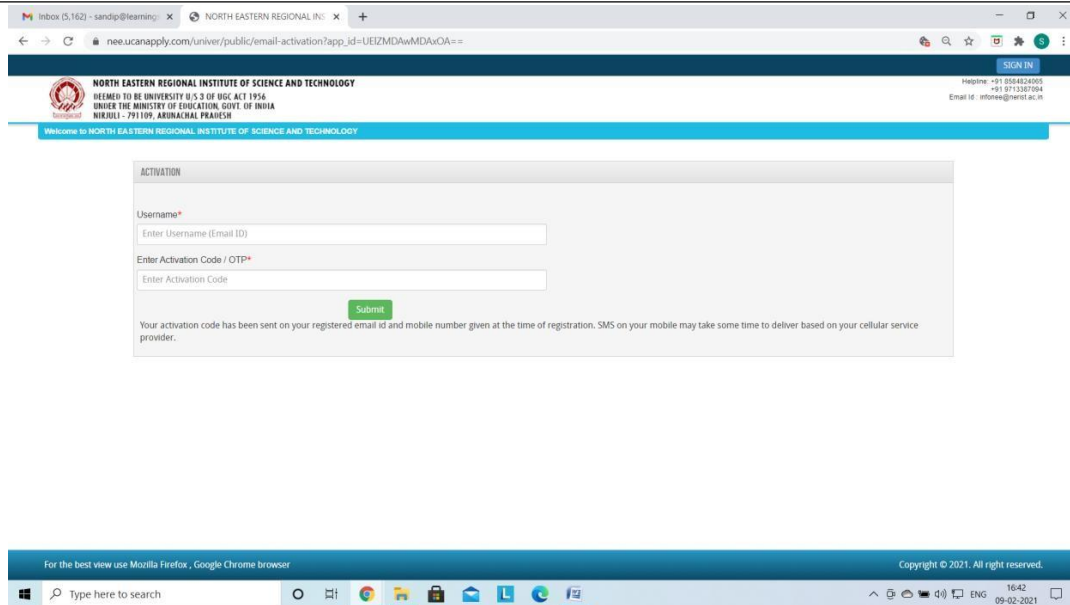 Inbox (5,162) - sandip@learning
NORTH EASTERN REGIONAL INS
nee.ucanapply.com/univer/public/email-activation?app_id=UElZMDAwMDAxOA==
S
SIGN IN
NORTH EASTERN REGIONAL INSTITUTE OF SCIENCE AND TECHNOLOGY
DEEMED TO BE UNIVERSITY U/S 3 OF UGC ACT 1956
UNDER THE MINISTRY OF EDUCATION, GOVT. OF INDIA
NIRJULI - 791109, ARUNACHAL PRADESH
Helpline: +91 8584824065
+91 9713387094
Email Id : infonee@nerist.ac.in
Welcome to NORTH EASTERN REGIONAL INSTITUTE OF SCIENCE AND TECHNOLOGY
ACTIVATION
Username*
Enter Username (Email ID)
Enter Activation Code / OTP*
Enter Activation Code
Submit
Your activation code has been sent on your registered email id and mobile number given at the time of registration. SMS on your mobile may take some time to deliver based on your cellular service
provider.
For the best view use Mozilla Firefox , Google Chrome browser
Copyright © 2021. All right reserved.
Type here to search
L
ENG
16:42
09-02-2021